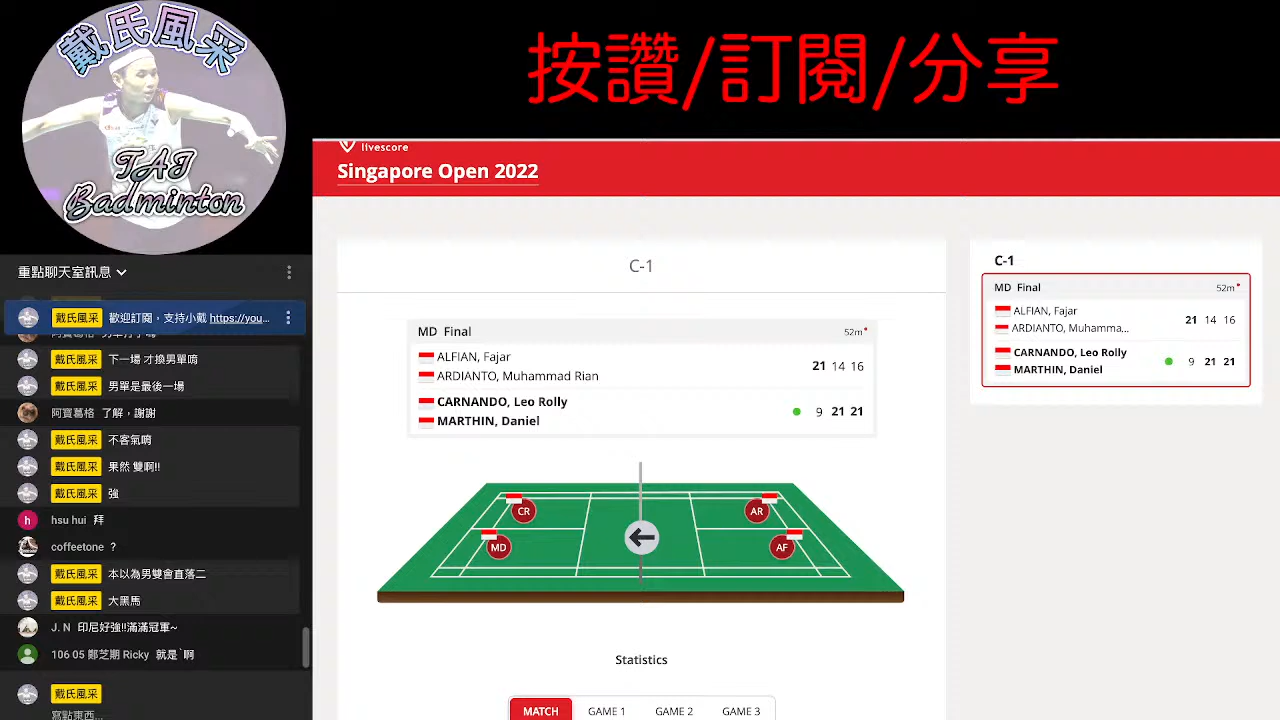 戴氏風采
TAI
Badminton
按讚/訂閱/分享
重點聊天室訊息
戴氏風采 歡迎訂閱，支持小戴 https://you...
戴氏風采 下一場 才換男單唷
戴氏風采 男單是最後一場
阿寶葛格 了解，謝謝
戴氏風采 不客氣唷
戴氏風采 果然 雙啊!!
戴氏風采 強
h hsu hui 拜
coffeetone ?
戴氏風采 本以為男雙會直落二
戴氏風采 大黑馬
J. N 印尼好強!!滿滿冠軍~
106 05 鄭芝期 Ricky 就是ˋ啊
戴氏風采
寫點東西...
livescore
Singapore Open 2022
C-1
MD Final 52m
ALFIAN, Fajar
ARDIANTO, Muhammad Rian
21 14 16
CARNANDO, Leo Rolly
MARTHIN, Daniel
9 21 21
CR
AR
MD
AF
Statistics
MATCH GAME 1 GAME 2 GAME 3
C-1
MD Final 52m
ALFIAN, Fajar
ARDIANTO, Muhamma...
21 14 16
CARNANDO, Leo Rolly
MARTHIN, Daniel
9 21 21